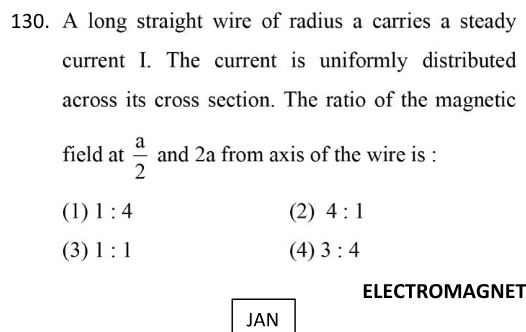 130. A long straight wire of radius a carries a steady
current I. The current is uniformly distributed
across its cross section. The ratio of the magnetic
field at a/2 and 2a from axis of the wire is :
(1) 1 : 4 (2) 4 : 1
(3) 1 : 1 (4) 3 : 4
ELECTROMAGNET
JAN